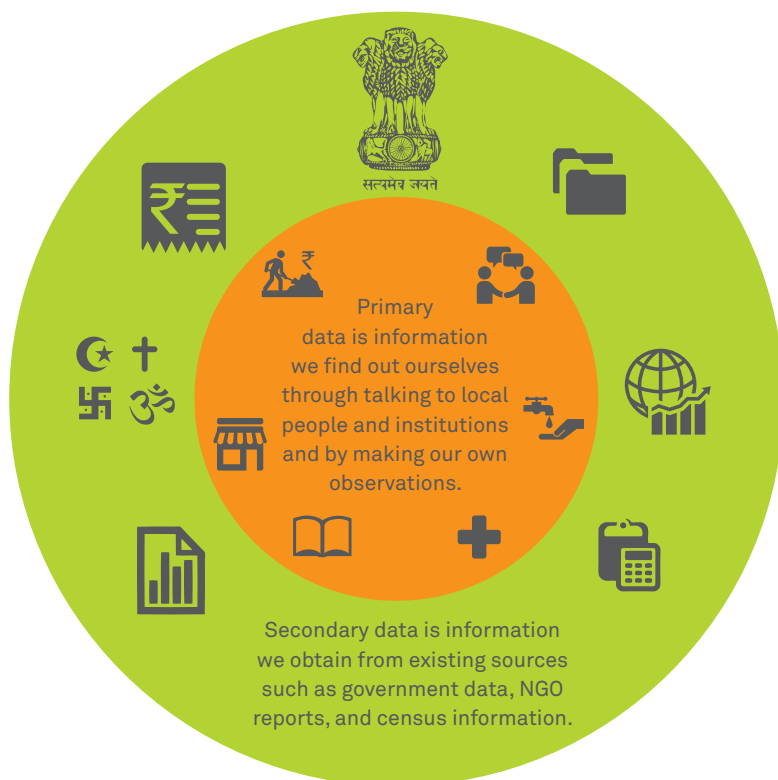 सत्यमेव जयते
Primary
data is information
we find out ourselves
through talking to local
people and institutions
and by making our own
observations.
Secondary data is information
we obtain from existing sources
such as government data, NGO
reports, and census information.